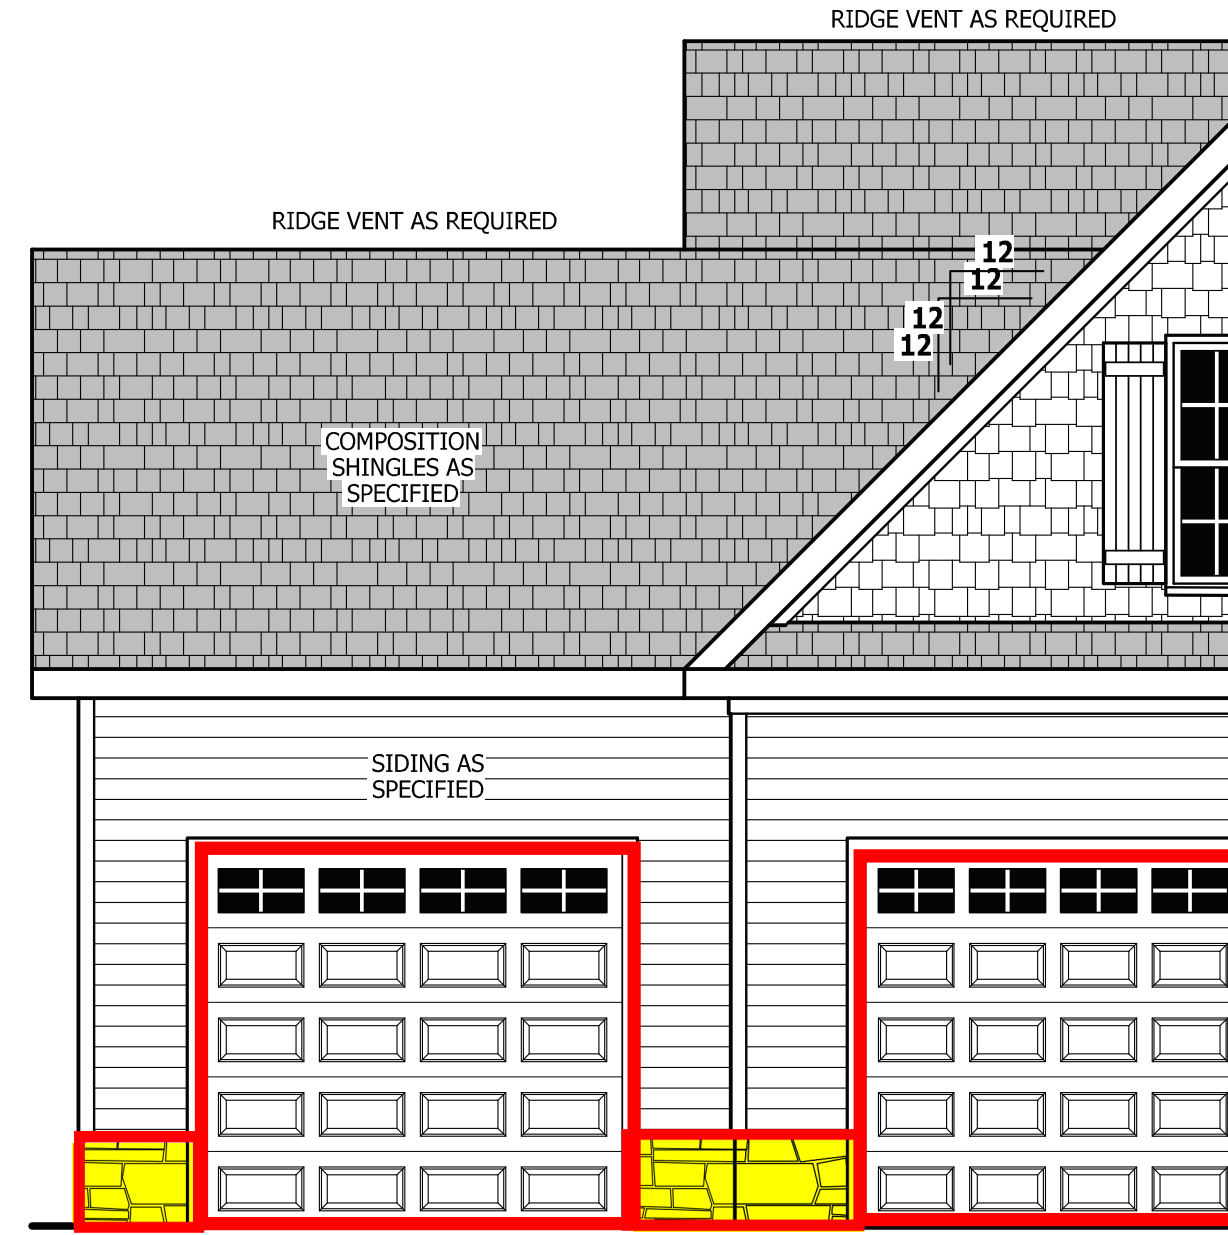 RIDGE VENT AS REQUIRED
RIDGE VENT AS REQUIRED
12
12
12
12
COMPOSITION
SHINGLES AS
SPECIFIED
SIDING AS
SPECIFIED